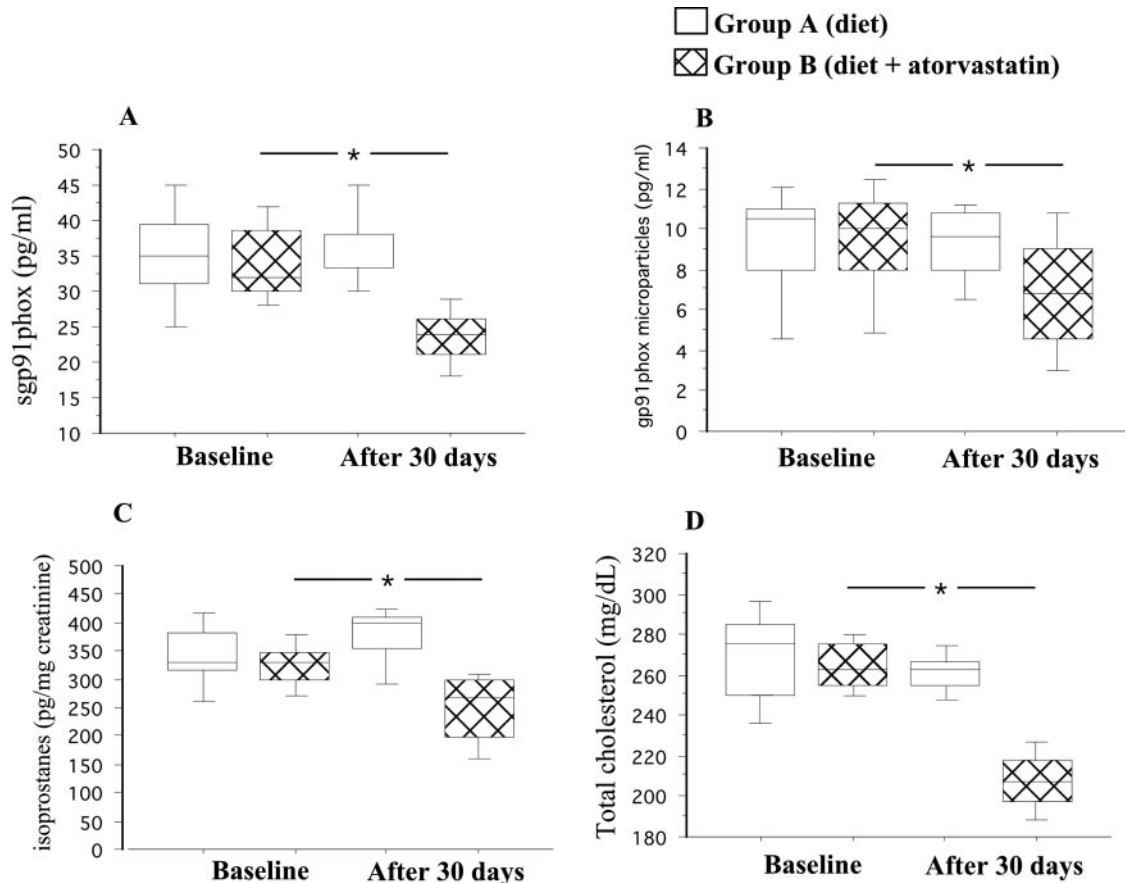 Group A (diet)
Group B (diet + atorvastatin)
A
sgp91phox (pg/ml)
50
45
40
35
30
25
20
15
10
*
Baseline
After 30 days
B
gp91phox microparticles (pg/ml)
14
12
10
8
6
4
2
0
*
Baseline
After 30 days
C
isoprostanes (pg/mg creatinine)
500
450
400
350
300
250
200
150
100
50
0
*
Baseline
After 30 days
D
Total cholesterol (mg/dL)
320
300
280
260
240
220
200
180
*
Baseline
After 30 days